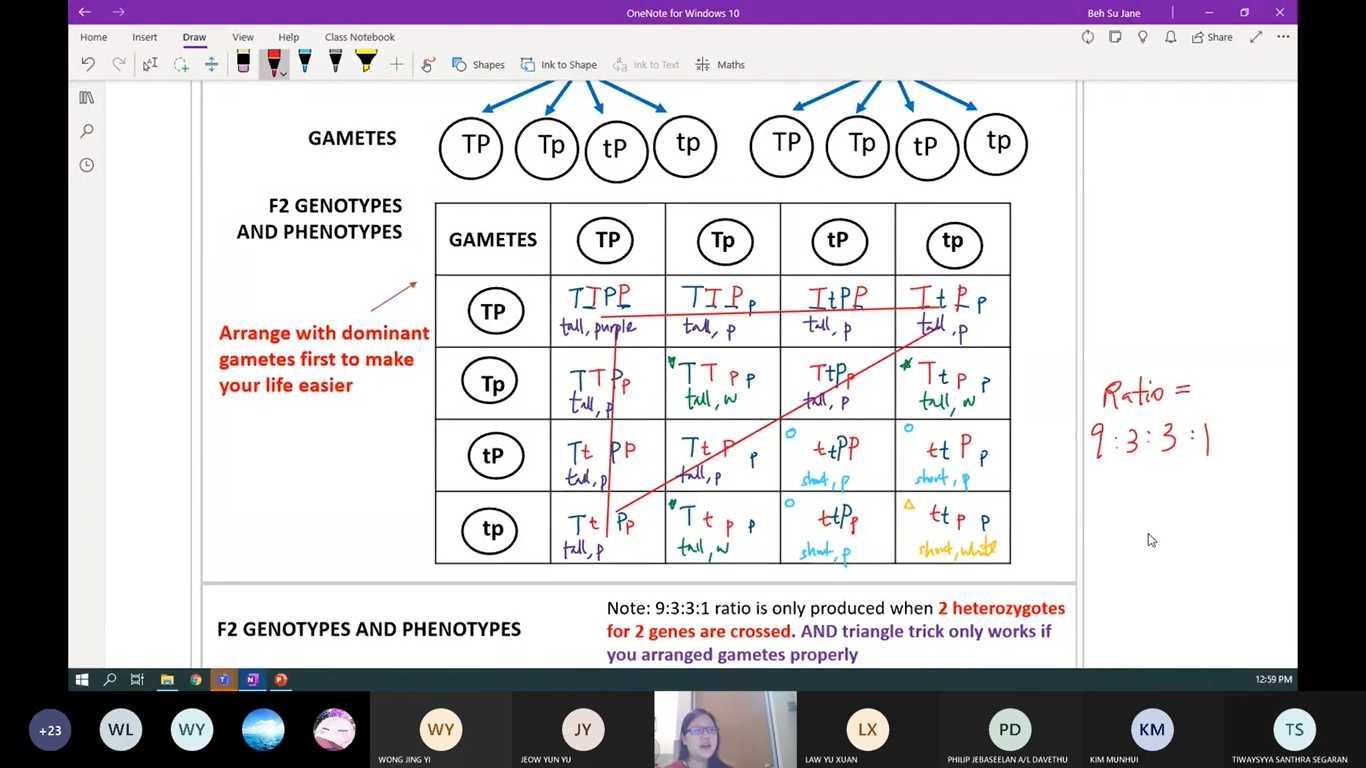 OneNote for Windows 10
Beh Su Jane
Home Insert Draw View Help Class Notebook
Share
Shapes Ink to Shape Ink to Text Maths
GAMETES TP Tp tP tp TP Tp tP tp
F2 GENOTYPES
AND PHENOTYPES
GAMETES TP Tp tP tp
TP TTPP TTPp TtPP TtPp
tall, purple tall, p tall, p tall, p
Arrange with dominant
gametes first to make
your life easier
Tp TTPp TTpp TtPp Ttpp
tall, p tall, w tall, p tall, w
Ratio =
9:3:3:1
tP TtPP TtPp ttPP ttPp
tall, p tall, p short, p short, p
tp TtPp Ttpp ttPp ttpp
tall, p tall, w short, p short, white
F2 GENOTYPES AND PHENOTYPES
Note: 9:3:3:1 ratio is only produced when 2 heterozygotes
for 2 genes are crossed. AND triangle trick only works if
you arranged gametes properly
12:59 PM
+23 WL WY WY JY LX PD KM TS
WONG JING YI JEOW YUN YU LAW YU XUAN PHILIP JEBASEELAN A/L DAVETHU KIM MUNHUI TIWAYSYYA SANTHRA SEGARAN